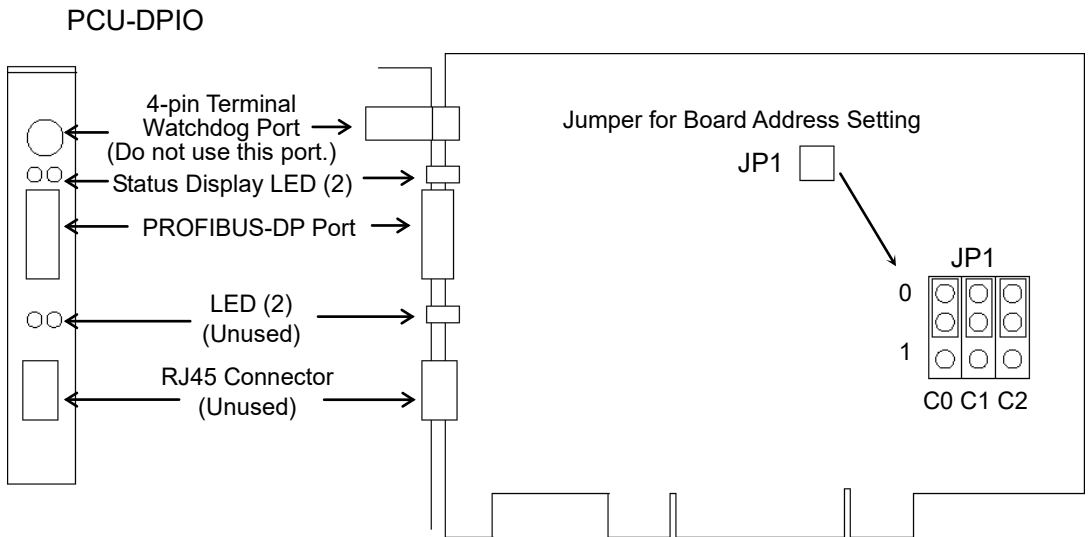 PCU-DPIO
4-pin Terminal
Watchdog Port
(Do not use this port.)
Status Display LED (2)
PROFIBUS-DP Port
LED (2)
(Unused)
RJ45 Connector
(Unused)
Jumper for Board Address Setting
JP1
JP1
0
1
C0 C1 C2